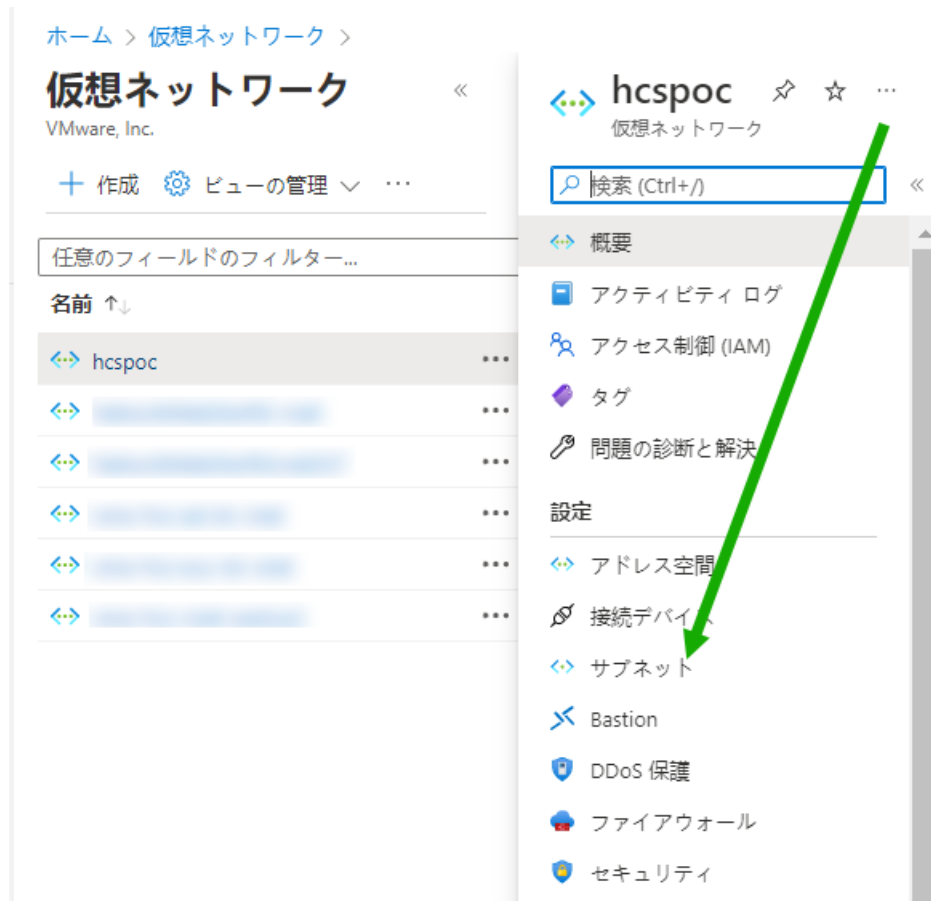 ホーム > 仮想ネットワーク >
仮想ネットワーク
VMware, Inc.
作成 ビューの管理
任意のフィールドのフィルター...
名前
hcspoc
hcspoc
仮想ネットワーク
検索 (Ctrl+/)
概要
アクティビティ ログ
アクセス制御 (IAM)
タグ
問題の診断と解決
設定
アドレス空間
接続デバイス
サブネット
Bastion
DDoS 保護
ファイアウォール
セキュリティ